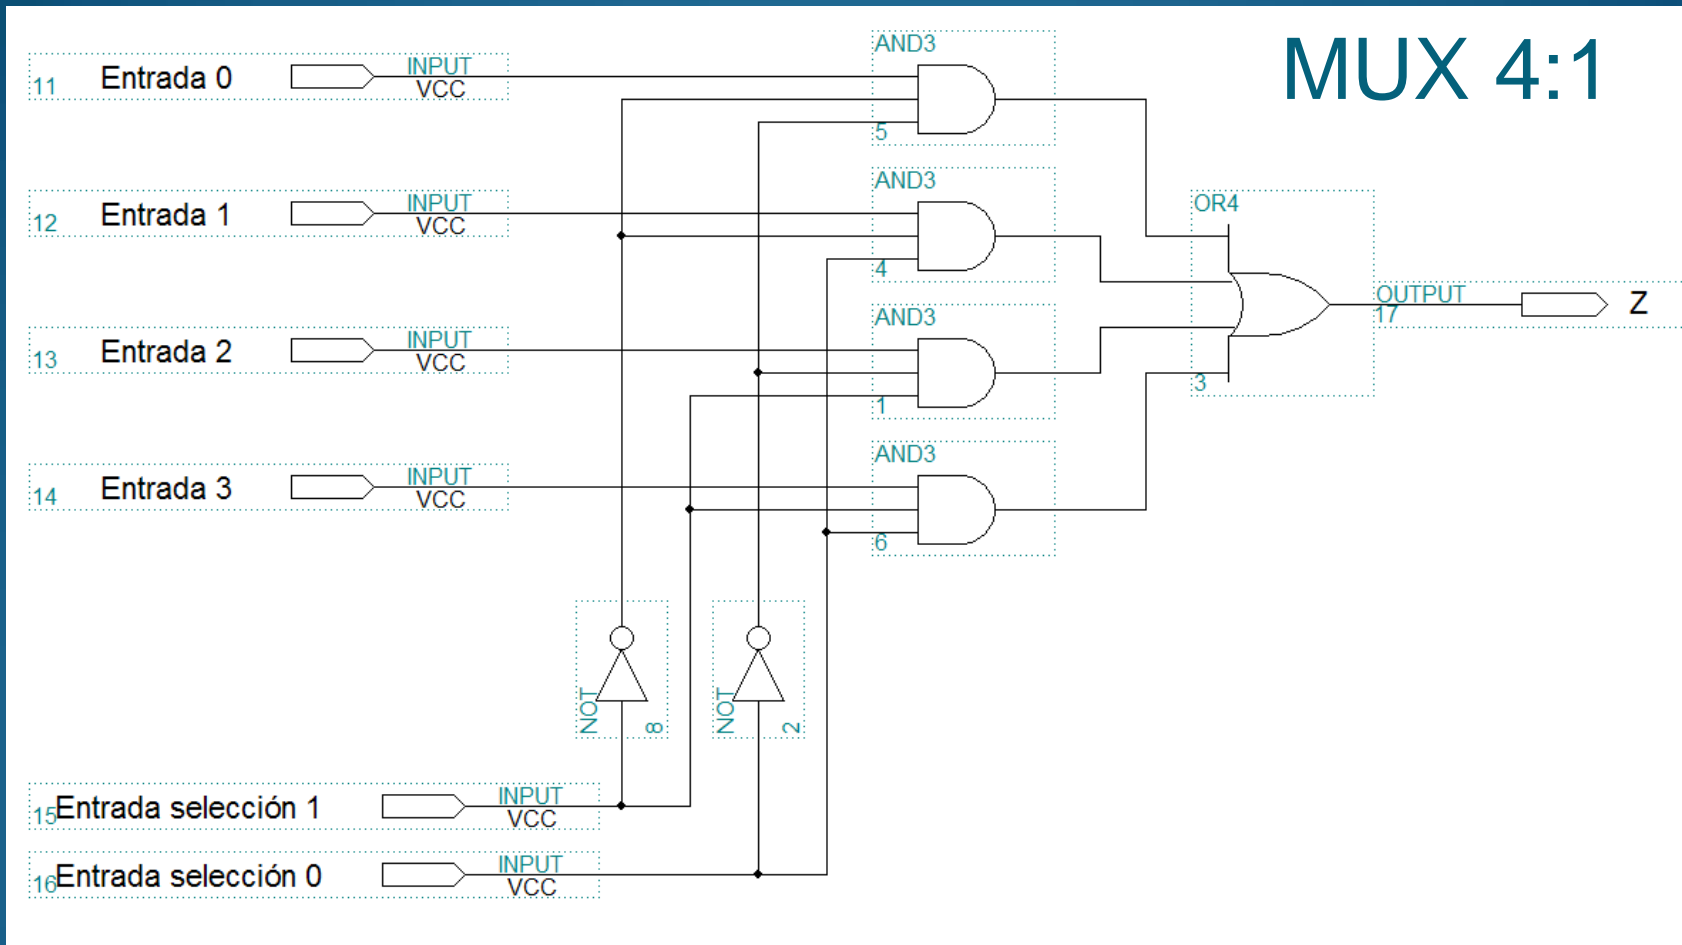 MUX 4:1
AND3
11 Entrada 0 INPUT
VCC
5
AND3
12 Entrada 1 INPUT
VCC
4
OR4
AND3
13 Entrada 2 INPUT
VCC
1
OUTPUT
17
Z
3
AND3
14 Entrada 3 INPUT
VCC
6
NOT
8
NOT
2
15 Entrada selección 1 INPUT
VCC
16 Entrada selección 0 INPUT
VCC